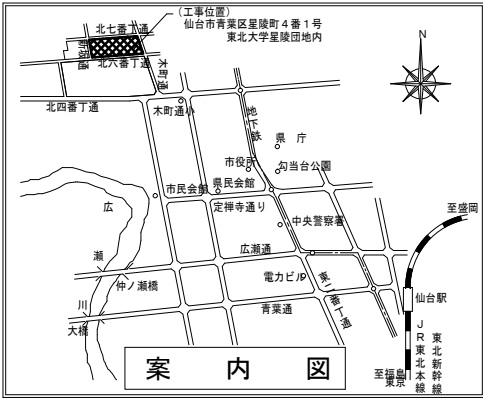 (工事位置)
仙台市青葉区星陵町4番1号
東北大学星陵団地内
北七番丁通
新坂通
北六番丁通
木町通
N
北四番丁通
木町通小
地下鉄
県庁
市役所
勾当台公園
市民会館
県民会館
広
定禅寺通り
至盛岡
中央警察署
瀬
広瀬通
仲ノ瀬橋
電力ビル
東二番丁通
川
青葉通
仙台駅
大橋
案内図
至福島
東京
JR東北本線
東北新幹線